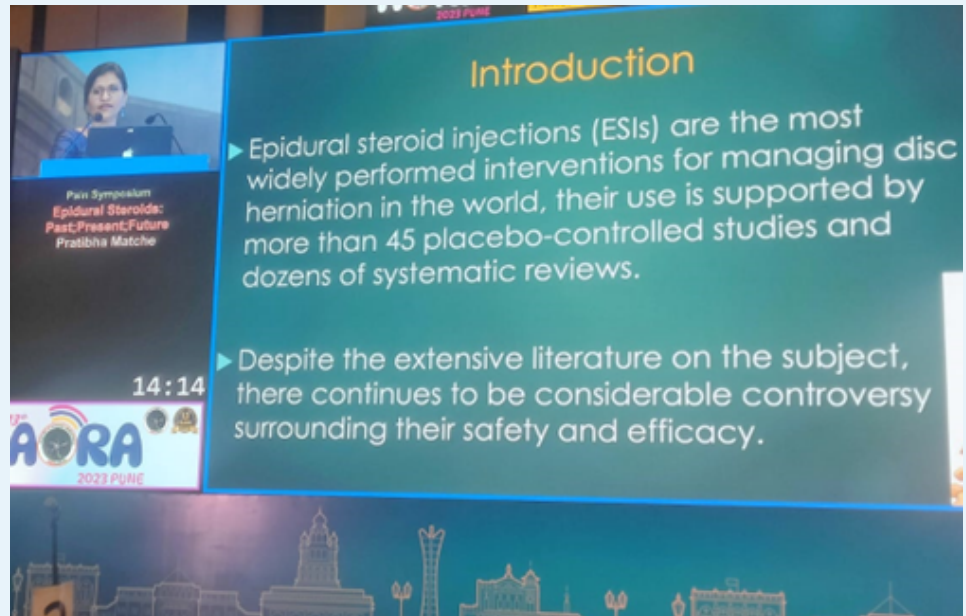 2023 PUNE
Introduction
Epidural steroid injections (ESIs) are the most
widely performed interventions for managing disc
herniation in the world, their use is supported by
more than 45 placebo-controlled studies and
dozens of systematic reviews.
Despite the extensive literature on the subject,
there continues to be considerable controversy
surrounding their safety and efficacy.
Pain Symposium
Epidural Steroids:
Past;Present;Future
Pratibha Matche
14:14
AORA
2023 PUNE